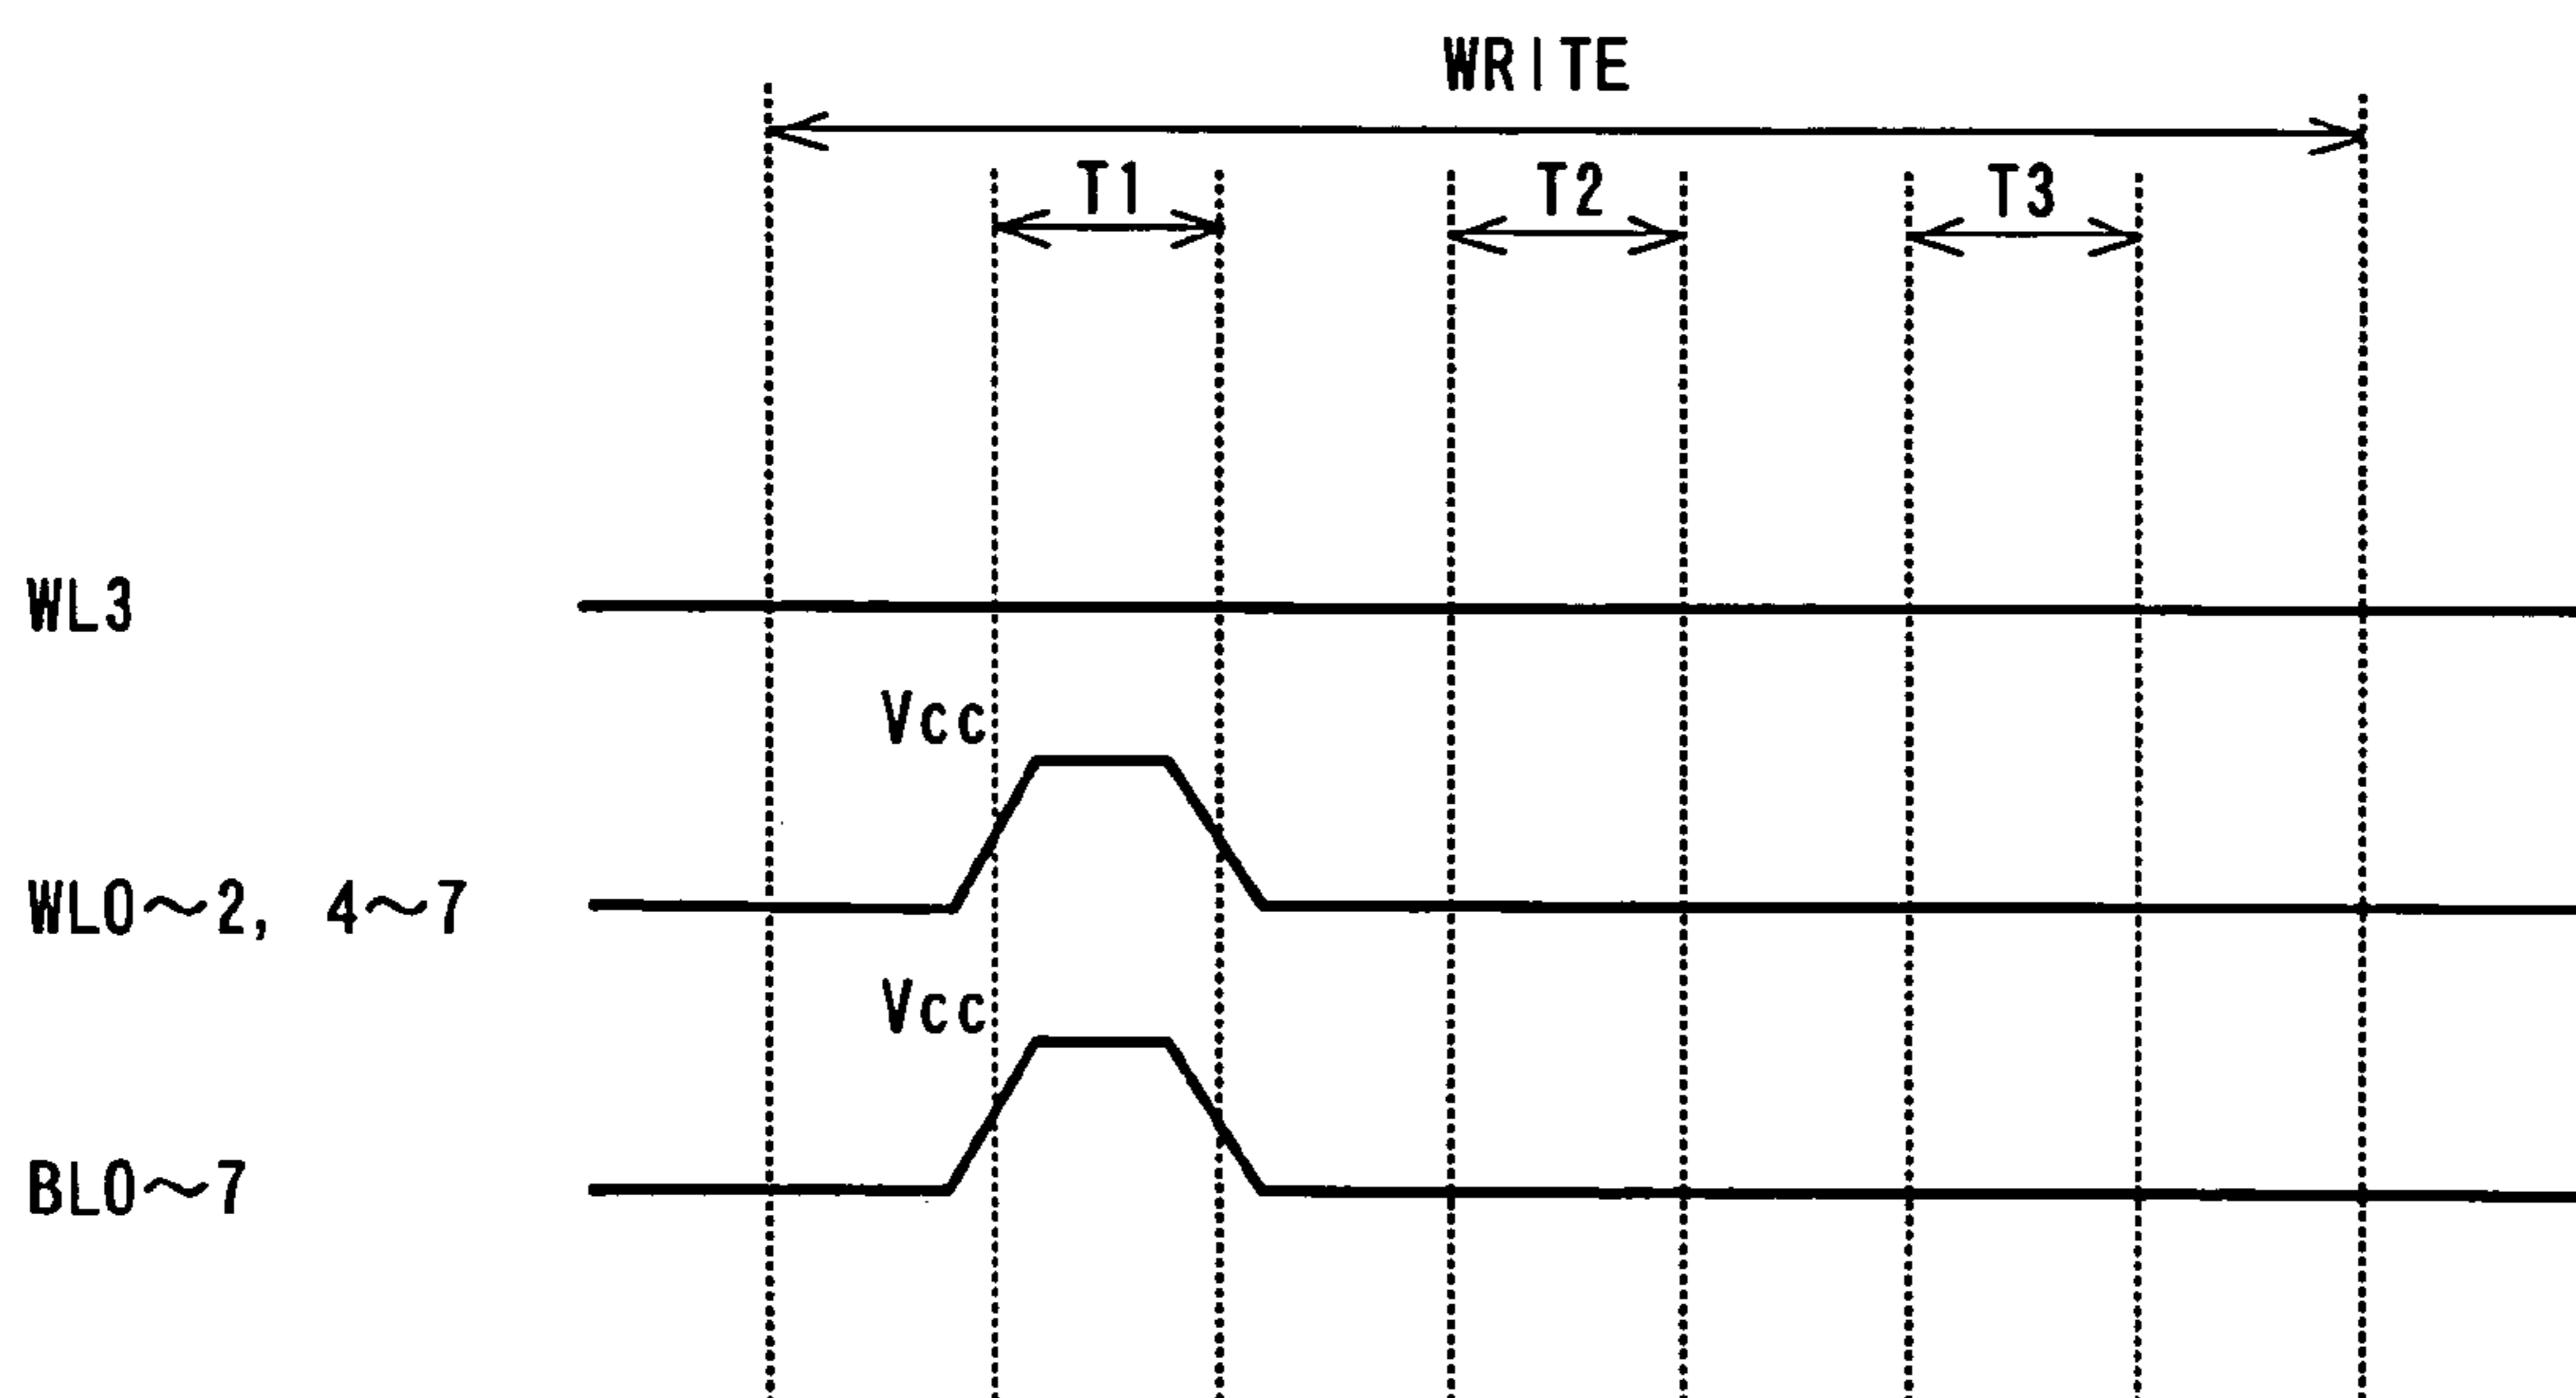 WRITE
T1 T2 T3
WL3
Vcc
WL0～2, 4～7
Vcc
BL0～7